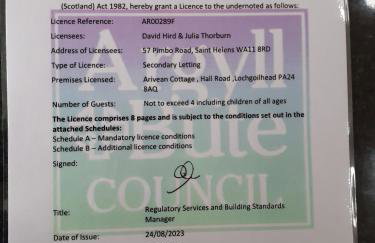 (Scotland) Act 1982, hereby grant a Licence to the undernoted as follows:
Licence Reference: AR00289F
Licensees: David Hird & Julia Thorburn
Address of Licensees: 57 Pimbo Road, Saint Helens WA11 8RD
Type of Licence: Secondary Letting
Premises Licensed: Arivean Cottage , Hall Road ,Lochgoilhead PA24
8AQ
Number of Guests: Not to exceed 4 including children of all ages
The Licence comprises 8 pages and is subject to the conditions set out in the
attached Schedules:
Schedule A – Mandatory licence conditions
Schedule B – Additional licence conditions
Signed:
Argyll
Bute
COUNCIL
Title: Regulatory Services and Building Standards
Manager
Date of Issue: 24/08/2023